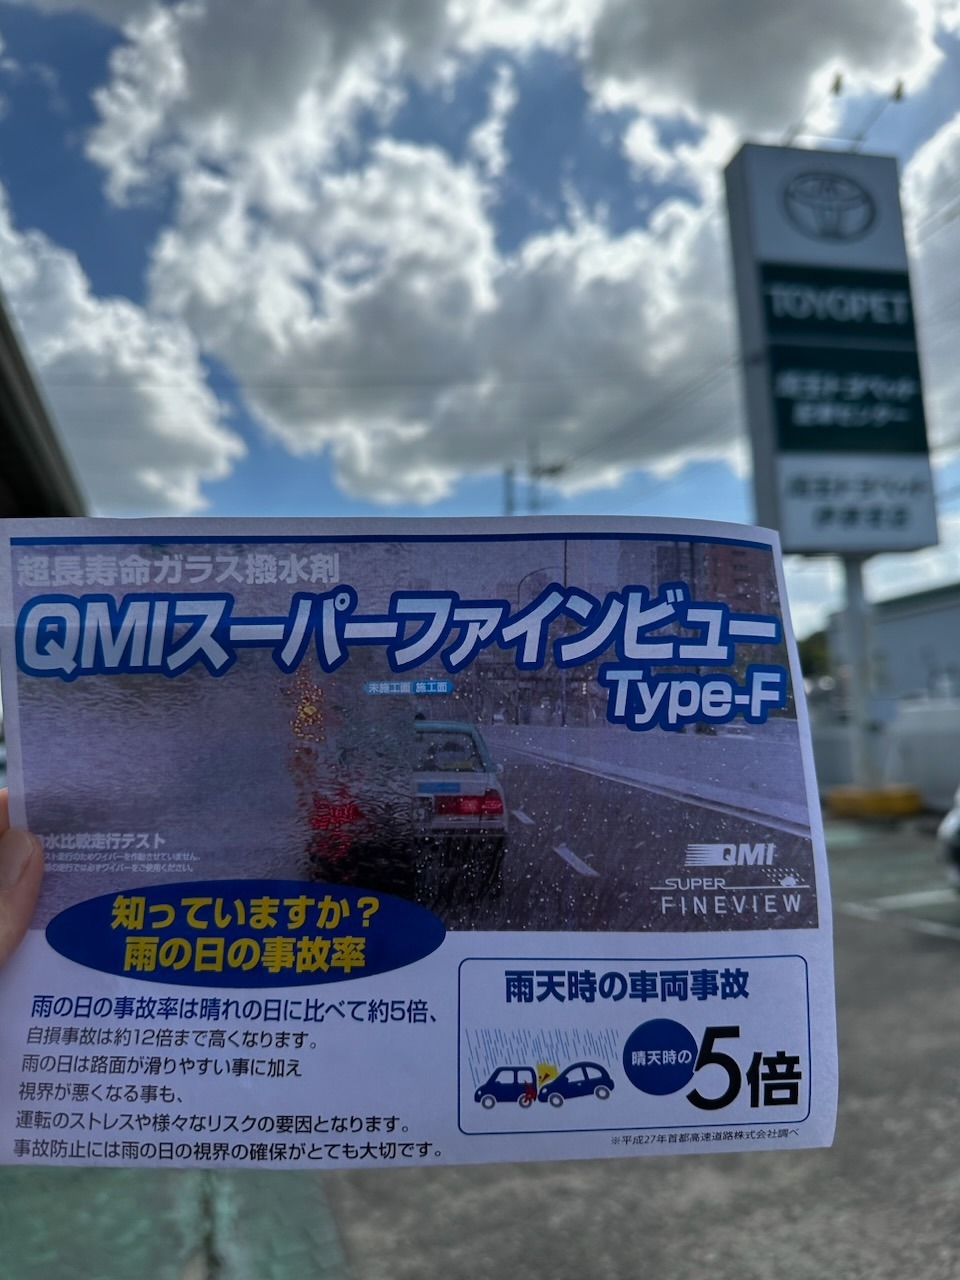 TOYOPET
超長寿命ガラス撥水剤
QMIスーパーファインビュー
Type-F
未施工面 施工面
水比較走行テスト
QMI
SUPER
FINEVIEW
知っていますか？
雨の日の事故率
雨の日の事故率は晴れの日に比べて約5倍、
自損事故は約12倍まで高くなります。
雨の日は路面が滑りやすい事に加え
視界が悪くなる事も、
運転のストレスや様々なリスクの要因となります。
事故防止には雨の日の視界の確保がとても大切です。
雨天時の車両事故
晴天時の5倍
※平成27年首都高速道路株式会社調べ